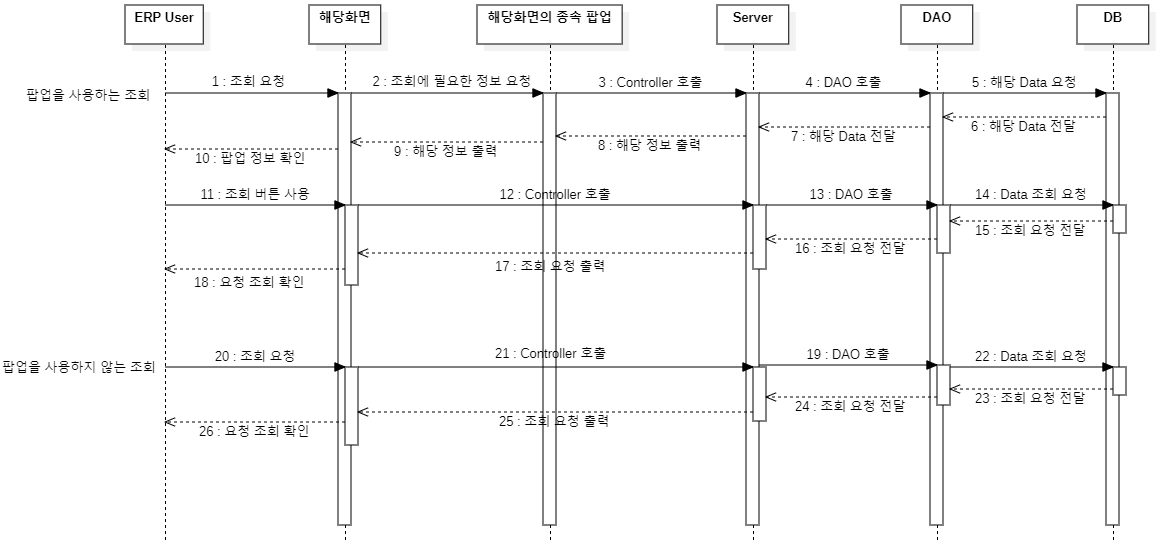 ERP User
해당화면
해당화면의 종속 팝업
Server
DAO
DB
팝업을 사용하는 조회
1 : 조회 요청
2 : 조회에 필요한 정보 요청
3 : Controller 호출
4 : DAO 호출
5 : 해당 Data 요청
6 : 해당 Data 전달
7 : 해당 Data 전달
8 : 해당 정보 출력
9 : 해당 정보 출력
10 : 팝업 정보 확인
11 : 조회 버튼 사용
12 : Controller 호출
13 : DAO 호출
14 : Data 조회 요청
15 : 조회 요청 전달
16 : 조회 요청 전달
17 : 조회 요청 출력
18 : 요청 조회 확인
팝업을 사용하지 않는 조회
20 : 조회 요청
21 : Controller 호출
19 : DAO 호출
22 : Data 조회 요청
23 : 조회 요청 전달
24 : 조회 요청 전달
25 : 조회 요청 출력
26 : 요청 조회 확인